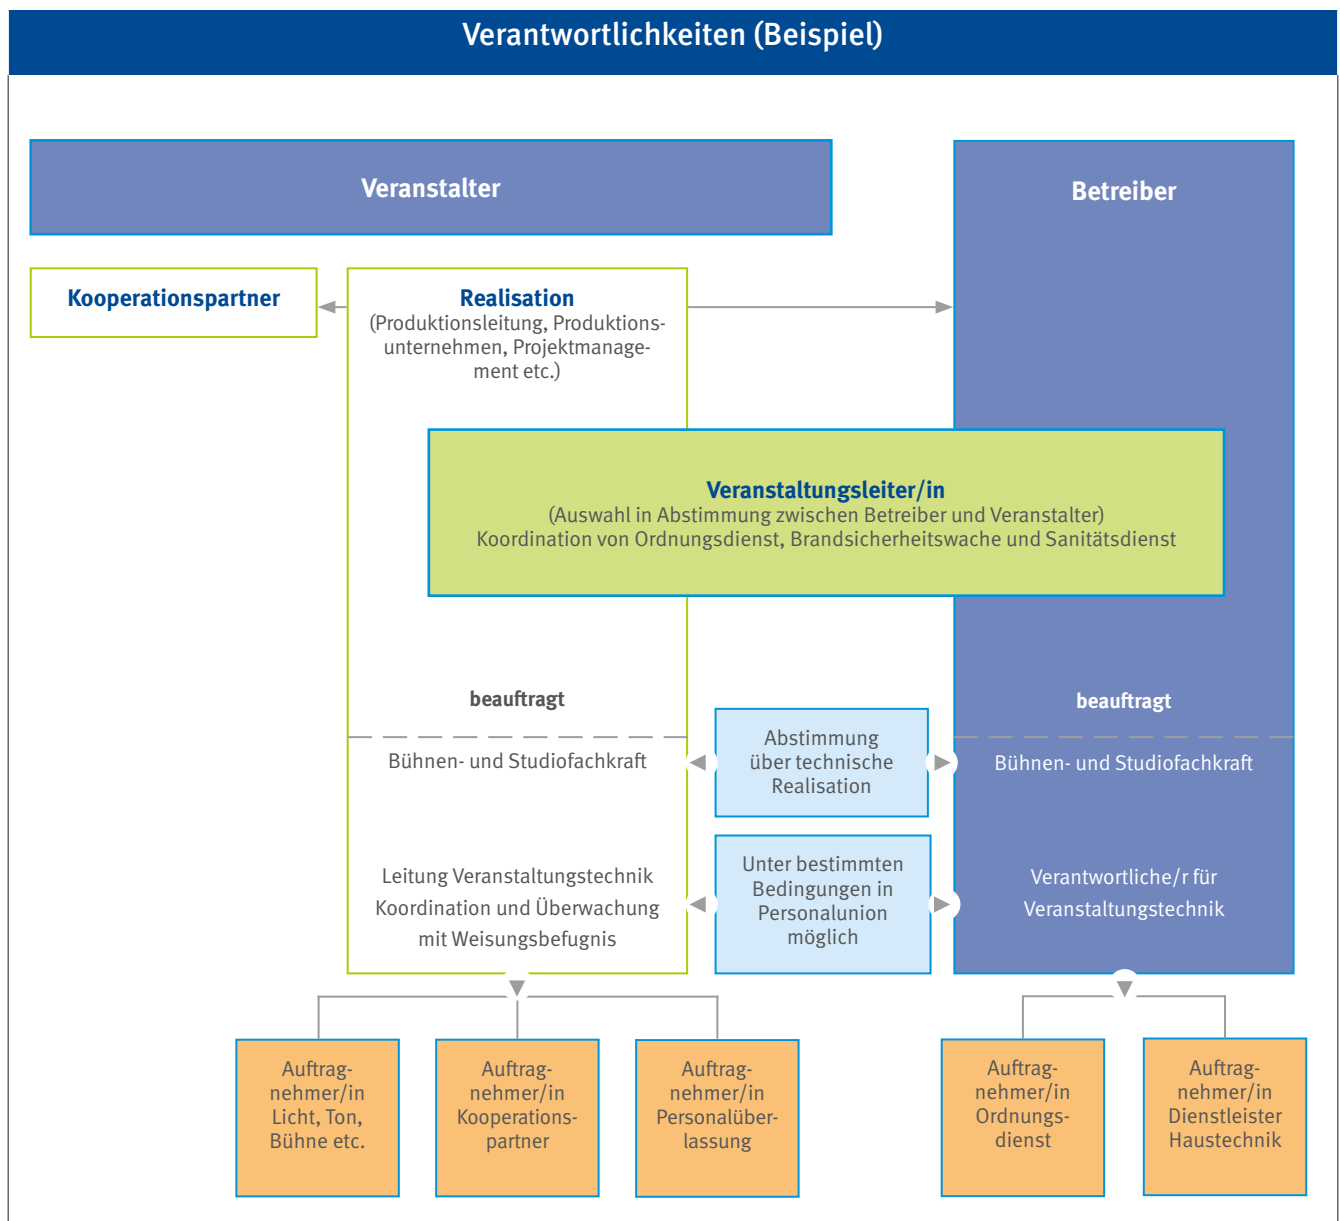 Verantwortlichkeiten (Beispiel)
Veranstalter
Betreiber
Kooperationspartner
Realisation
(Produktionsleitung, Produktions-
unternehmen, Projektmanage-
ment etc.)
Veranstaltungsleiter/in
(Auswahl in Abstimmung zwischen Betreiber und Veranstalter)
Koordination von Ordnungsdienst, Brandsicherheitswache und Sanitätsdienst
beauftragt
Bühnen- und Studiofachkraft
Leitung Veranstaltungstechnik
Koordination und Überwachung
mit Weisungsbefugnis
Abstimmung
über technische
Realisation
Unter bestimmten
Bedingungen in
Personalunion
möglich
beauftragt
Bühnen- und Studiofachkraft
Verantwortliche/r für
Veranstaltungstechnik
Auftrag-
nehmer/in
Licht, Ton,
Bühne etc.
Auftrag-
nehmer/in
Kooperations-
partner
Auftrag-
nehmer/in
Personalüber-
lassung
Auftrag-
nehmer/in
Ordnungs-
dienst
Auftrag-
nehmer/in
Dienstleister
Haustechnik